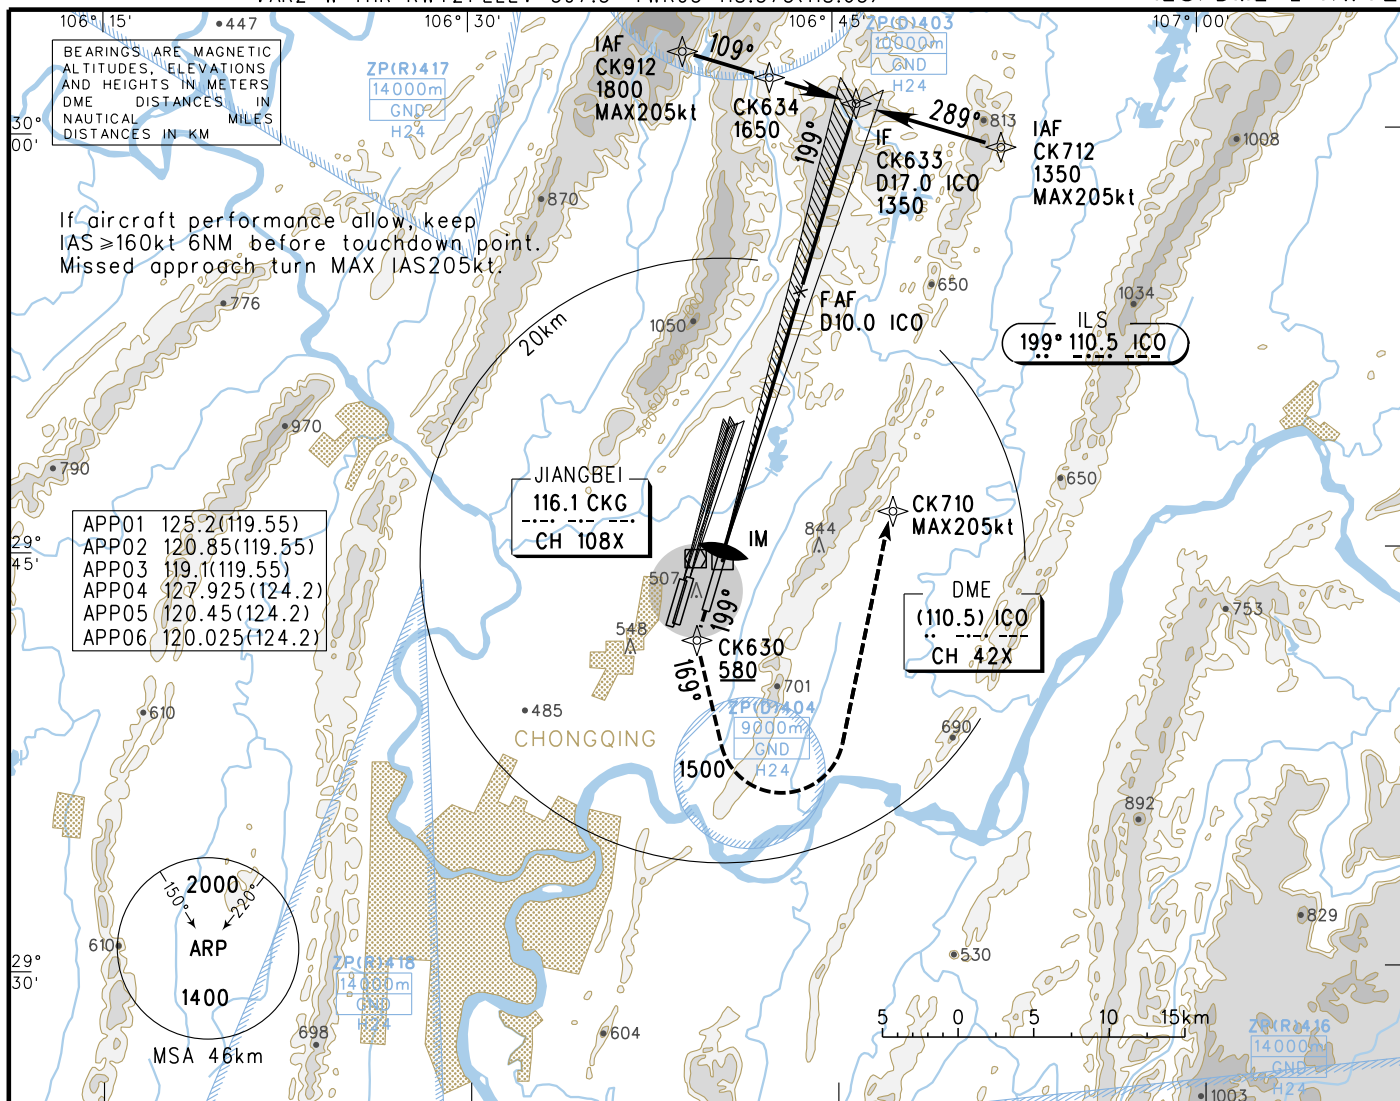 106° 15'
106° 30'
106° 45'
107° 00'
447
BEARINGS ARE MAGNETIC
ALTITUDES, ELEVATIONS
AND HEIGHTS IN METERS
DME DISTANCES IN
NAUTICAL MILES
DISTANCES IN KM
ZP(R)417
14000m
GND
H24
IAF
CK912
1800
MAX205kt
109°
CK634
1650
ZP(D)403
10000m
GND
H24
289°
813
IAF
CK712
1350
MAX205kt
1008
30°
00'
199°
IF
CK633
D17.0 ICO
1350
870
If aircraft performance allow, keep
IAS≥160kt 6NM before touchdown point.
Missed approach turn MAX IAS205kt.
776
20km
1050
800
600
500
FAF
D10.0 ICO
650
1034
ILS
199° 110.5 ICO
970
790
JIANGBEI
116.1 CKG
CH 108X
650
CK710
MAX205kt
844
IM
APP01 125.2(119.55)
APP02 120.85(119.55)
APP03 119.1(119.55)
APP04 127.925(124.2)
APP05 120.45(124.2)
APP06 120.025(124.2)
29°
45'
507
199°
548
DME
(110.5) ICO
CH 42X
753
CK630
580
169°
701
610
485
CHONGQING
ZP(D)404
9000m
GND
H24
1500
690
892
2000
150°
220°
ARP
1400
MSA 46km
610
829
530
29°
30'
ZP(R)418
14000m
GND
H24
698
604
5 0 5 10 15km
ZP(R)416
14000m
GND
H24
1003